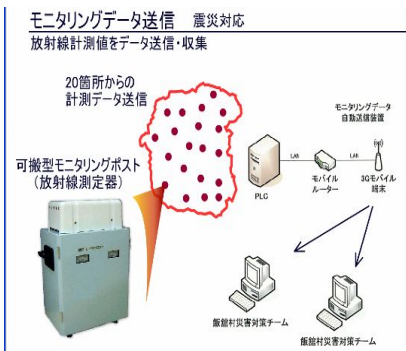 モニタリングデータ送信　震災対応
放射線計測値をデータ送信・収集
20箇所からの
計測データ送信
可搬型モニタリングポスト
（放射線測定器）
モニタリングデータ
自動送信装置
LAN
LAN
PLC
モバイル
ルーター
3Gモバイル
端末
飯舘村災害対策チーム
飯舘村災害対策チーム